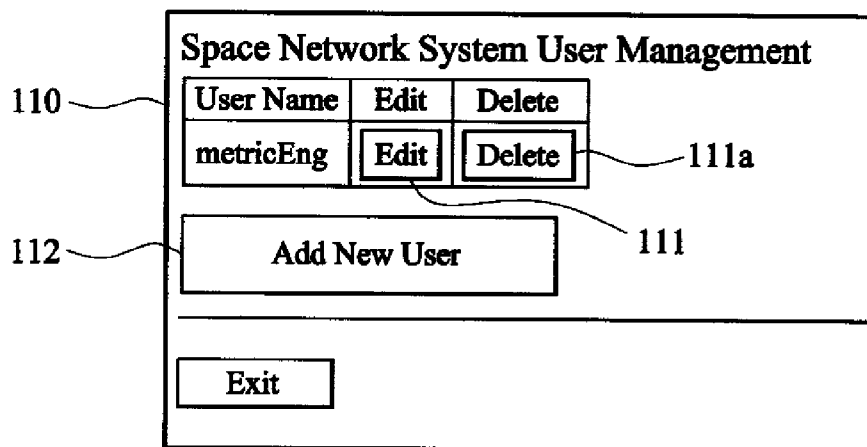 Space Network System User Management
110
User Name Edit Delete
metricEng Edit Delete
111a
111
112
Add New User
Exit